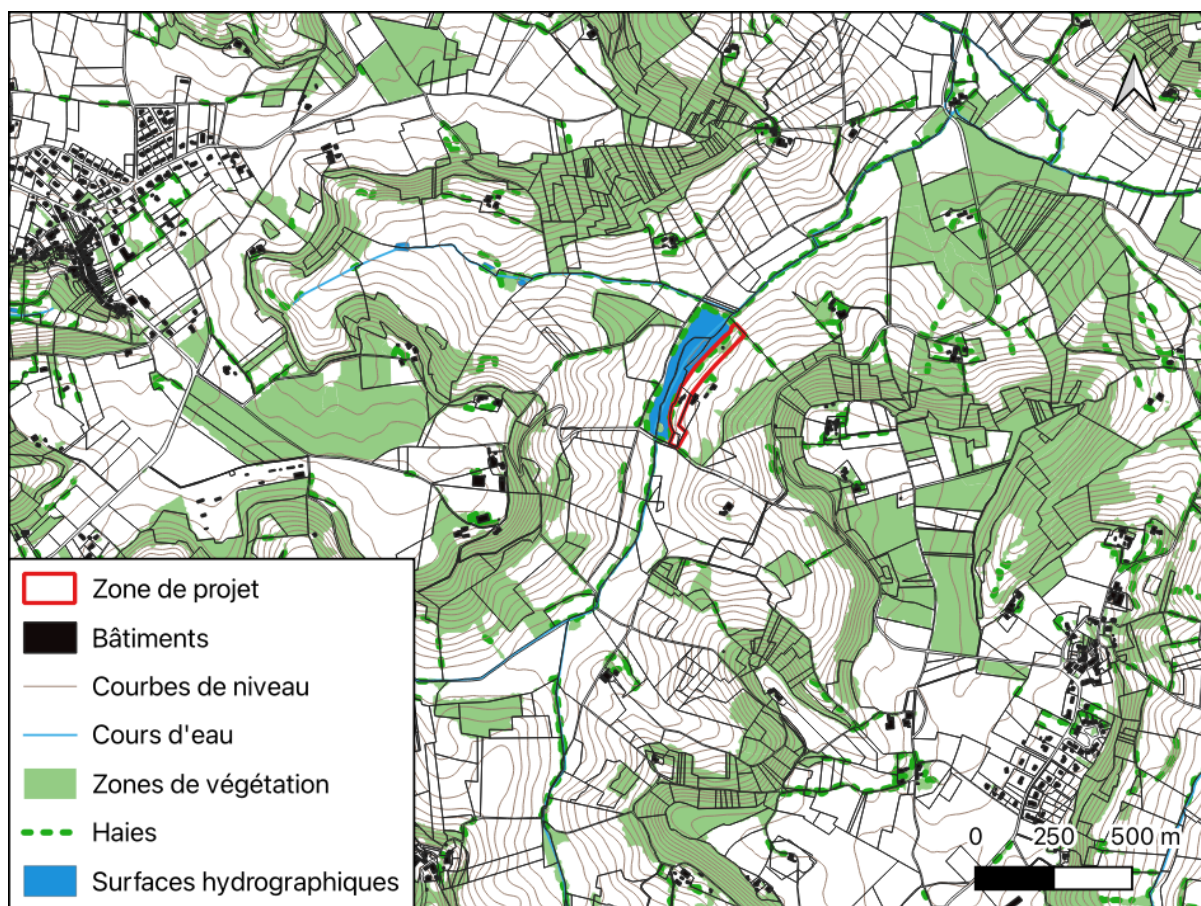 Zone de projet
Bâtiments
Courbes de niveau
Cours d'eau
Zones de végétation
Haies
Surfaces hydrographiques
0 250 500 m